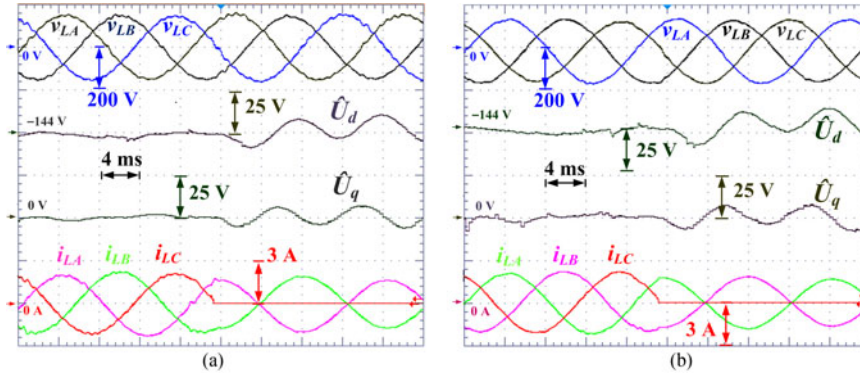 vLA vLB vLC
0 V
200 V
25 V
−144 V
Ûd
4 ms
25 V
Ûq
0 V
iLA iLB iLC
3 A
0 A
(a)
vLA vLB vLC
0 V
200 V
−144 V
Ûd
25 V
4 ms
25 V
Ûq
0 V
iLA iLB iLC
0 A
3 A
(b)